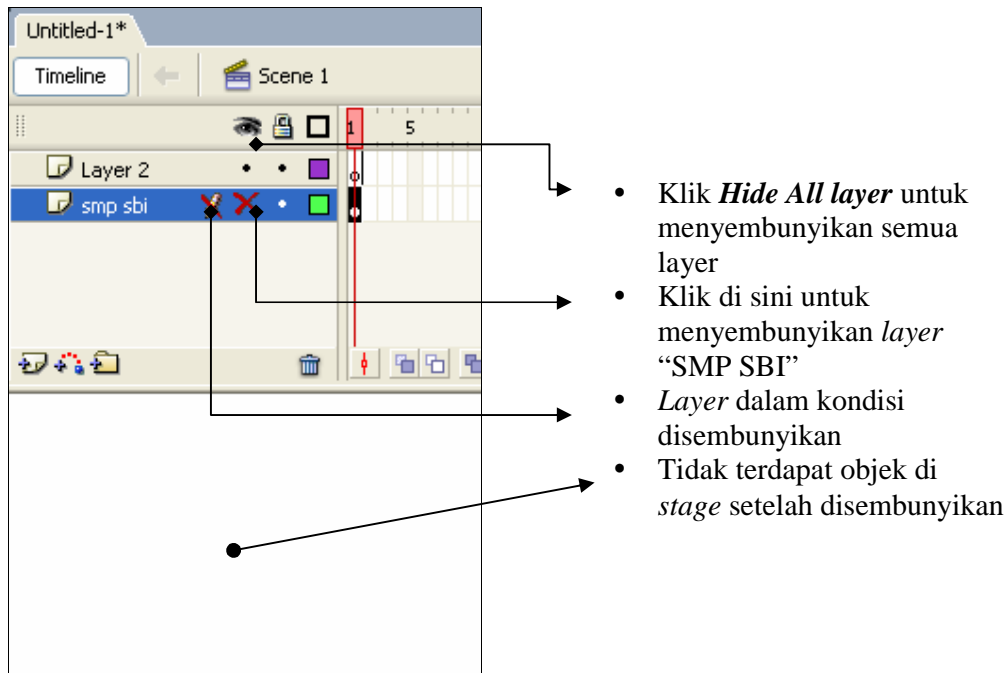 Untitled-1*
Timeline Scene 1
1 5
Layer 2
smp sbi
• Klik Hide All layer untuk
menyembunyikan semua
layer
• Klik di sini untuk
menyembunyikan layer
“SMP SBI”
• Layer dalam kondisi
disembunyikan
• Tidak terdapat objek di
stage setelah disembunyikan